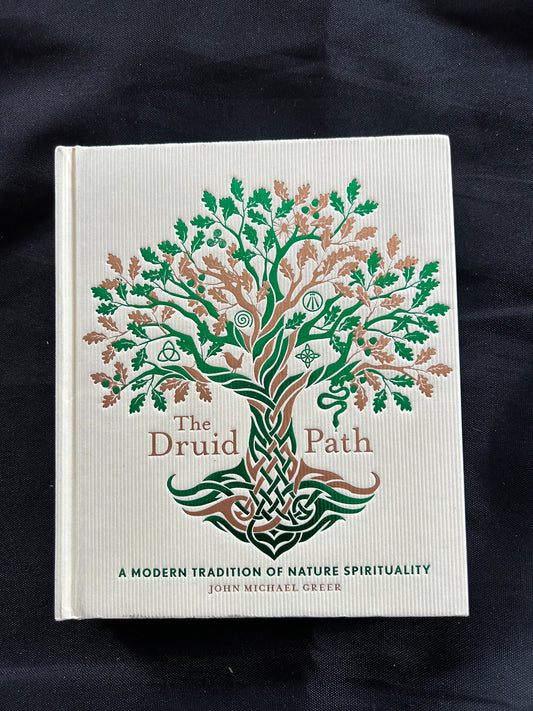 The
Druid Path
A MODERN TRADITION OF NATURE SPIRITUALITY
JOHN MICHAEL GREER